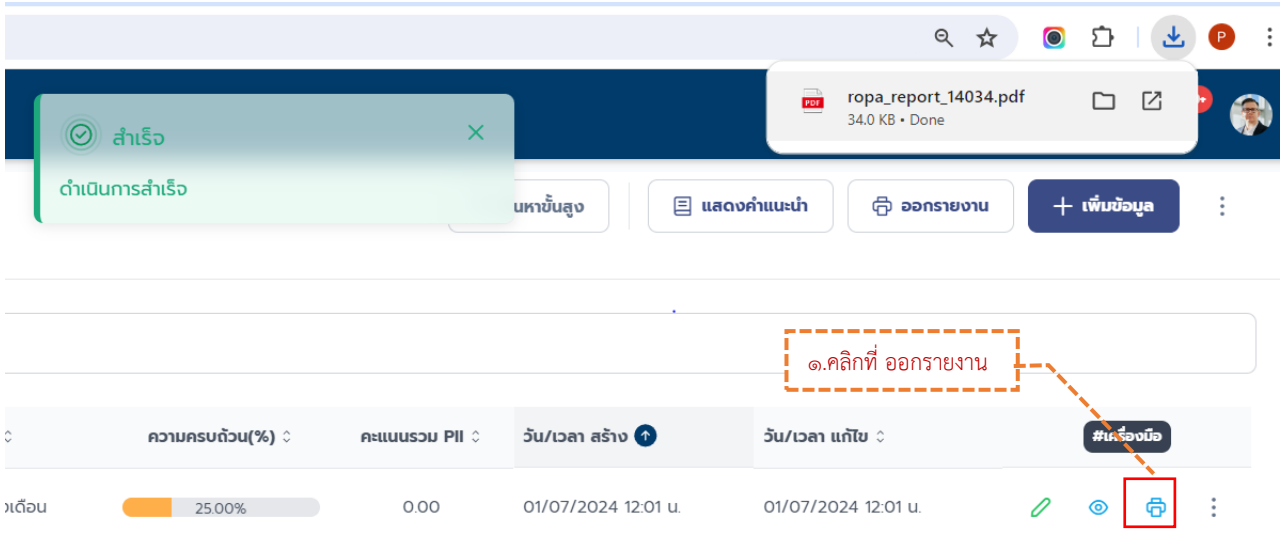 P
ropa_report_14034.pdf
PDF
34.0 KB • Done
สำเร็จ
ดำเนินการสำเร็จ
นหาขั้นสูง
แสดงคำแนะนำ
ออกรายงาน
เพิ่มข้อมูล
๑.คลิกที่ ออกรายงาน
ความครบถ้วน(%)
คะแนนรวม PII
วัน/เวลา สร้าง
วัน/เวลา แก้ไข
#เครื่องมือ
งเดือน
25.00%
0.00
01/07/2024 12:01 น.
01/07/2024 12:01 น.